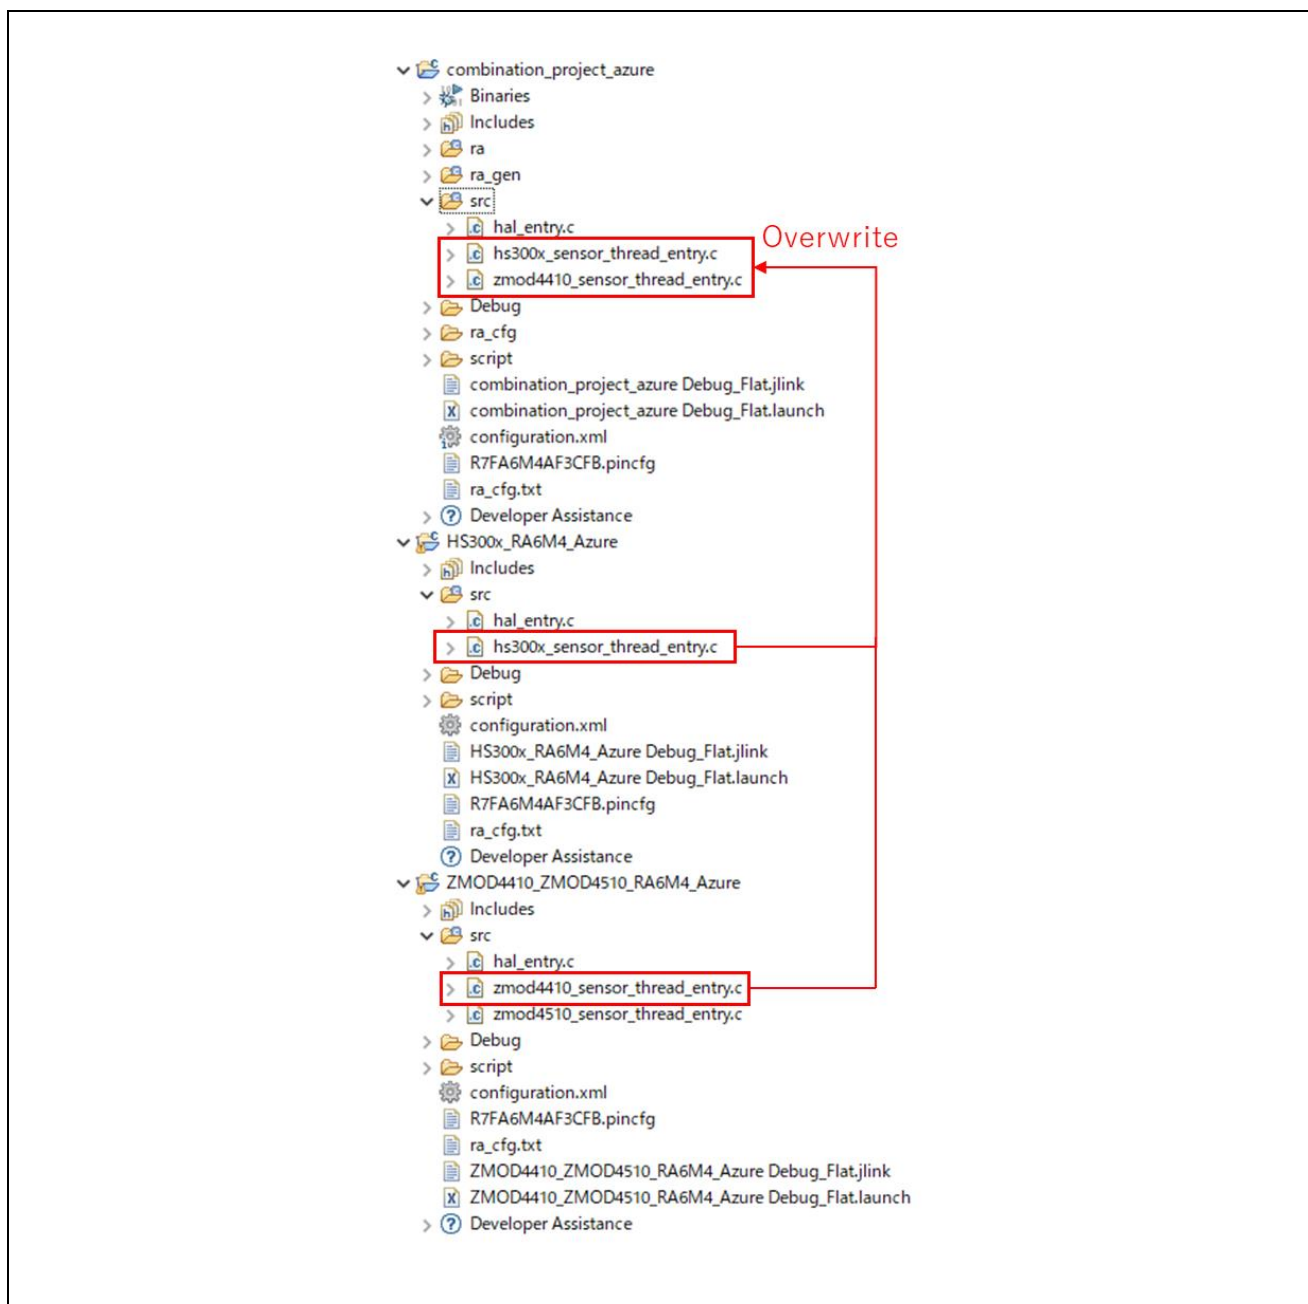 combination_project_azure
Binaries
Includes
ra
ra_gen
src
hal_entry.c
Overwrite
hs300x_sensor_thread_entry.c
zmod4410_sensor_thread_entry.c
Debug
ra_cfg
script
combination_project_azure Debug_Flat.jlink
combination_project_azure Debug_Flat.launch
configuration.xml
R7FA6M4AF3CFB.pincfg
ra_cfg.txt
Developer Assistance
HS300x_RA6M4_Azure
Includes
src
hal_entry.c
hs300x_sensor_thread_entry.c
Debug
script
configuration.xml
HS300x_RA6M4_Azure Debug_Flat.jlink
HS300x_RA6M4_Azure Debug_Flat.launch
R7FA6M4AF3CFB.pincfg
ra_cfg.txt
Developer Assistance
ZMOD4410_ZMOD4510_RA6M4_Azure
Includes
src
hal_entry.c
zmod4410_sensor_thread_entry.c
zmod4510_sensor_thread_entry.c
Debug
script
configuration.xml
R7FA6M4AF3CFB.pincfg
ra_cfg.txt
ZMOD4410_ZMOD4510_RA6M4_Azure Debug_Flat.jlink
ZMOD4410_ZMOD4510_RA6M4_Azure Debug_Flat.launch
Developer Assistance